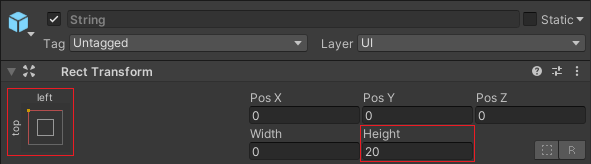 String Static
Tag Untagged Layer UI
Rect Transform
left
top
Pos X Pos Y Pos Z
0 0 0
Width Height
0 20 R